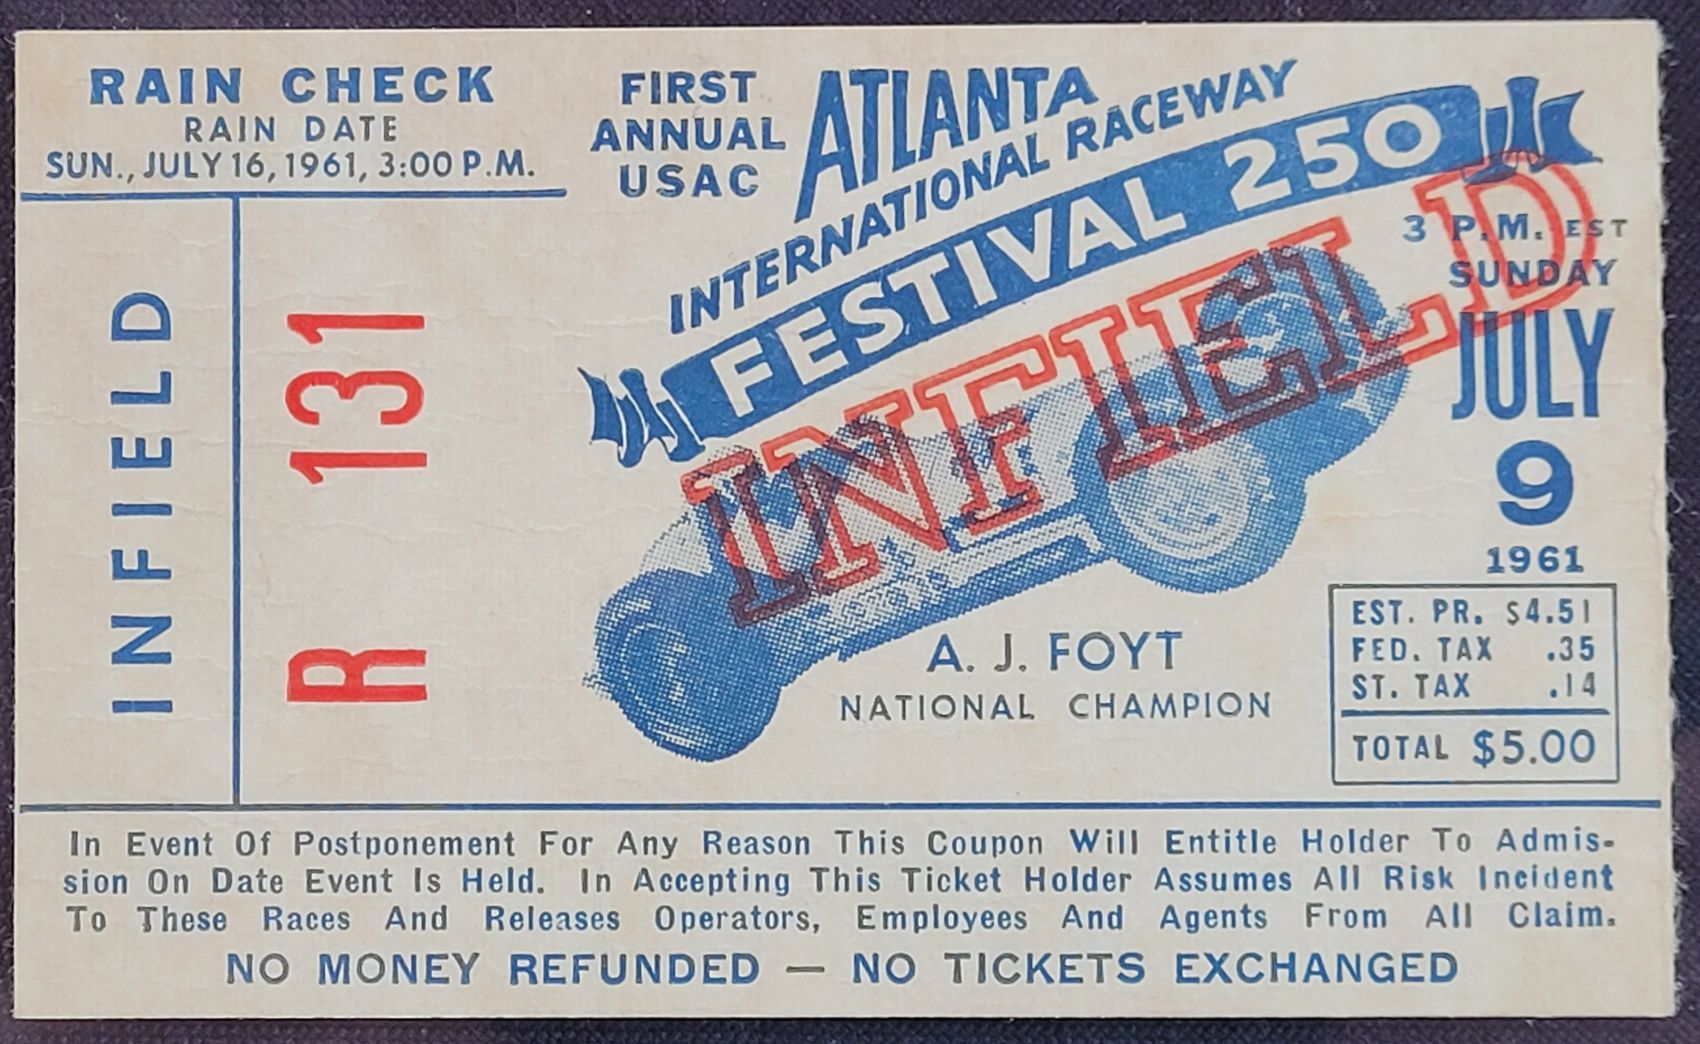 RAIN CHECK
RAIN DATE
SUN., JULY 16, 1961, 3:00 P.M.
INFIELD
R 131
FIRST
ANNUAL
USAC
ATLANTA
INTERNATIONAL RACEWAY
FESTIVAL 250
INFIELD
3 P.M. EST
SUNDAY
JULY
9
1961
A. J. FOYT
NATIONAL CHAMPION
EST. PR. $4.51
FED. TAX .35
ST. TAX .14
TOTAL $5.00
In Event Of Postponement For Any Reason This Coupon Will Entitle Holder To Admis-
sion On Date Event Is Held. In Accepting This Ticket Holder Assumes All Risk Incident
To These Races And Releases Operators, Employees And Agents From All Claim.
NO MONEY REFUNDED — NO TICKETS EXCHANGED